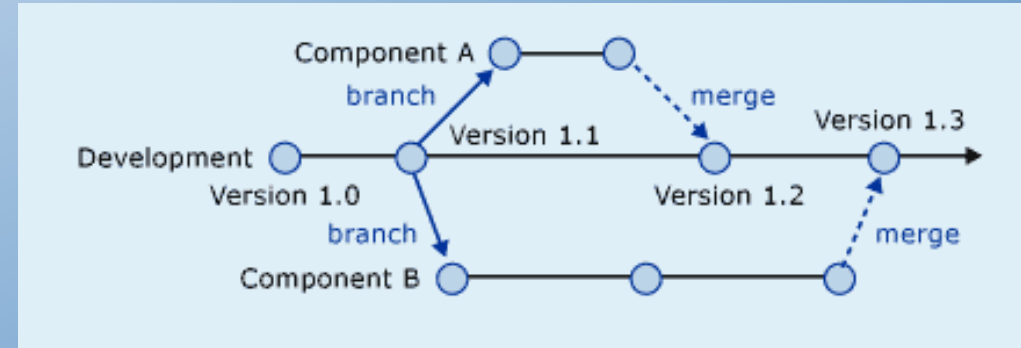 Component A
branch
merge
Version 1.3
Version 1.1
Development
Version 1.0
Version 1.2
branch
merge
Component B